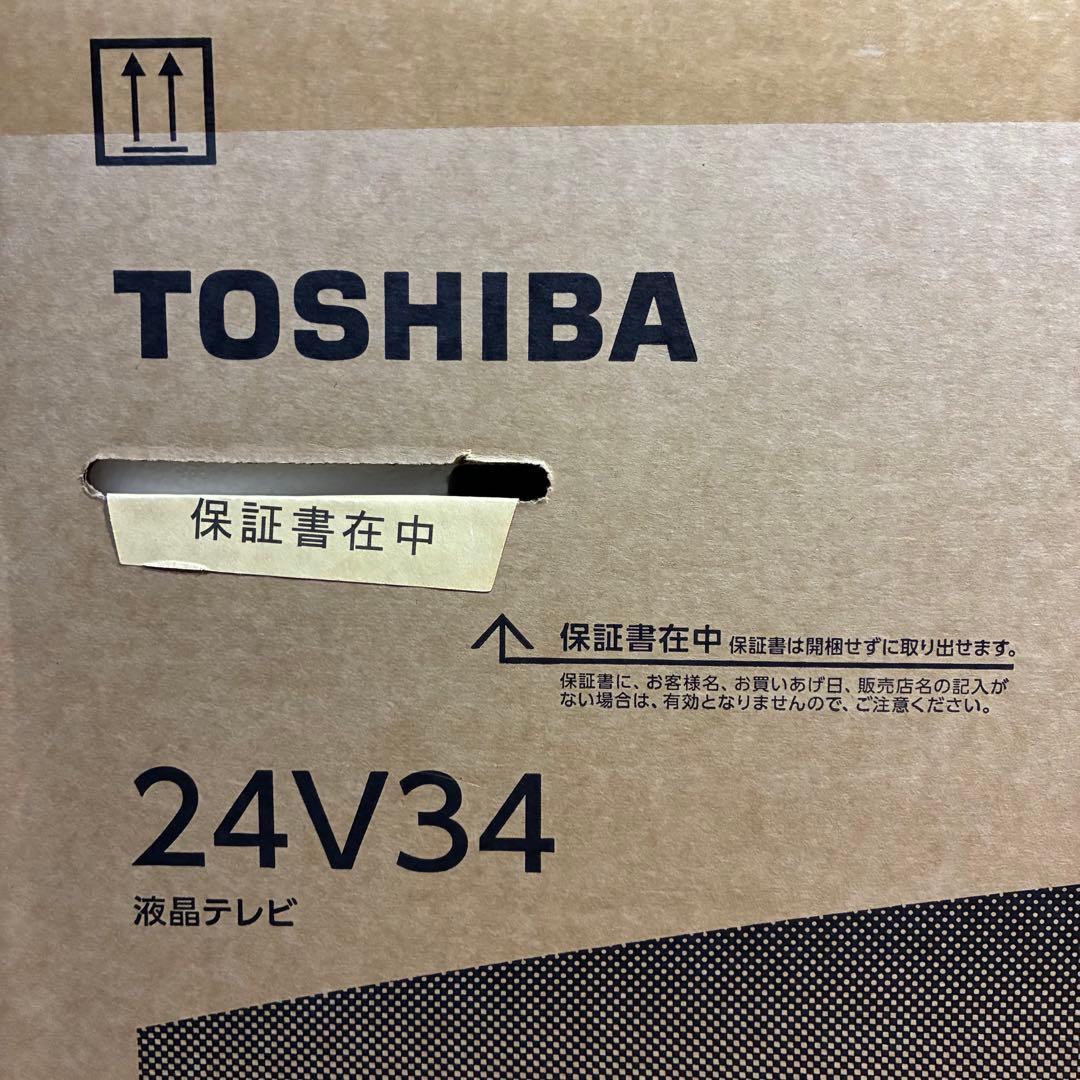 TOSHIBA
保証書在中
保証書在中 保証書は開梱せずに取り出せます。
保証書に、お客様名、お買いあげ日、販売店名の記入が
ない場合は、有効となりませんので、ご注意ください。
24V34
液晶テレビ